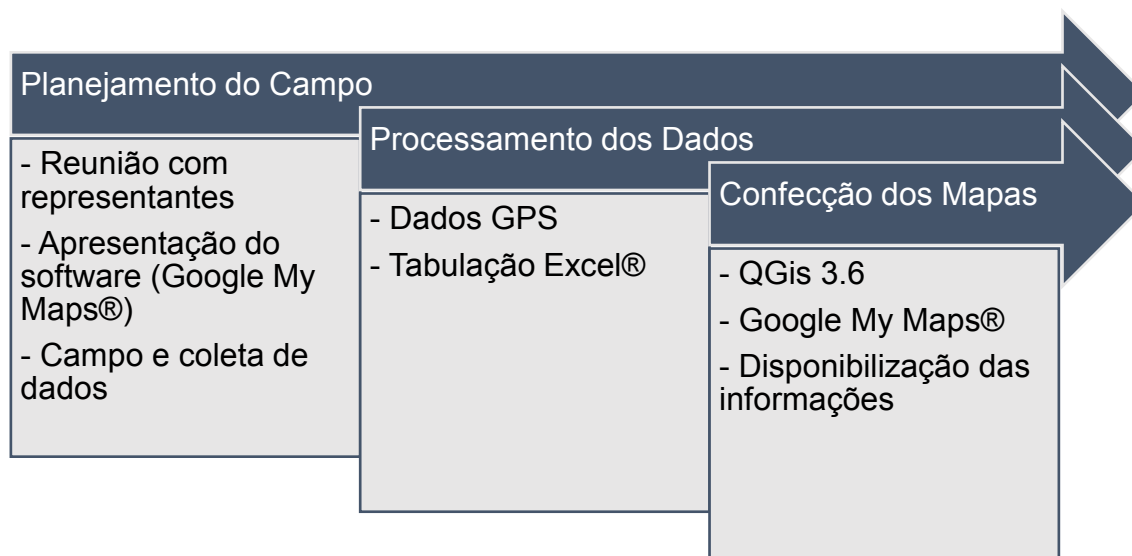 Planejamento do Campo
- Reunião com
representantes
- Apresentação do
software (Google My
Maps®)
- Campo e coleta de
dados
Processamento dos Dados
- Dados GPS
- Tabulação Excel®
Confecção dos Mapas
- QGis 3.6
- Google My Maps®
- Disponibilização das
informações